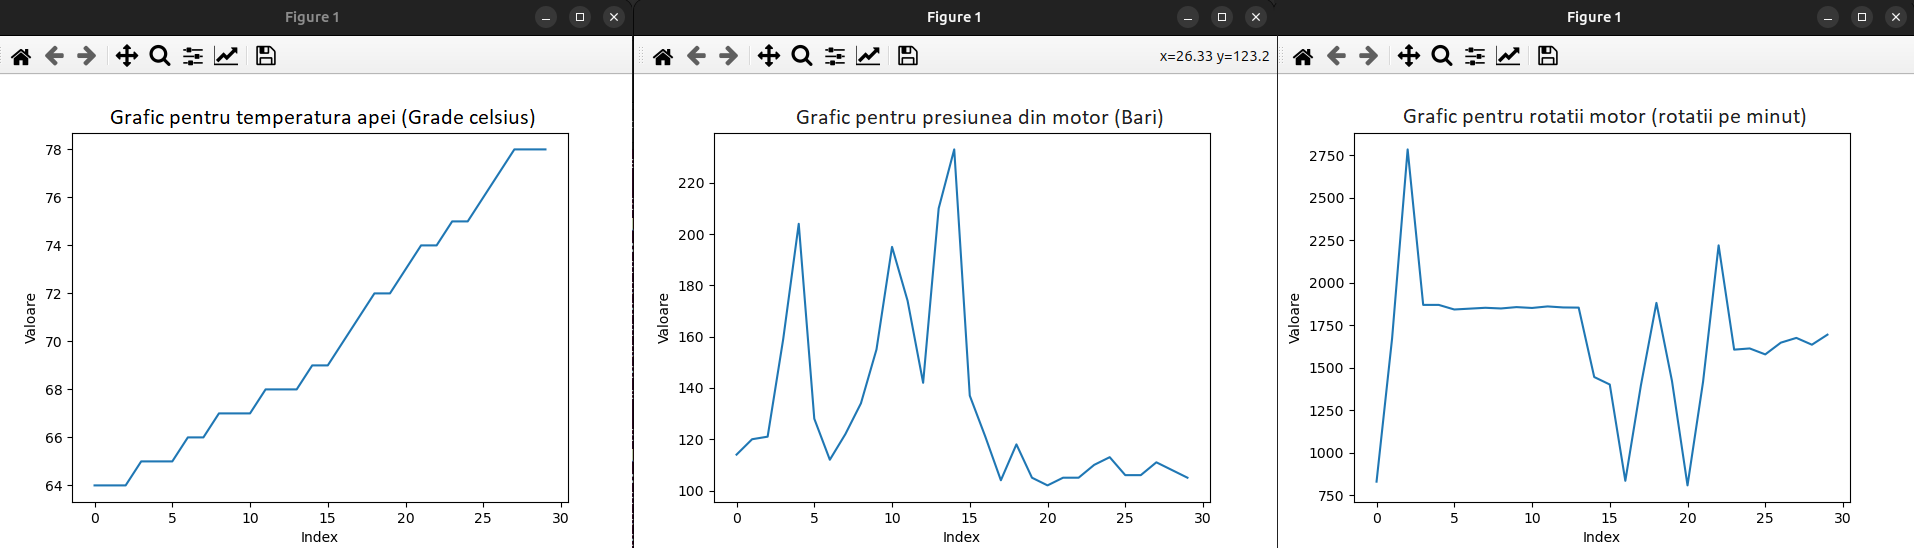 Figure 1
Grafic pentru temperatura apei (Grade celsius)
78
76
74
72
70
68
66
64
Valoare
0 5 10 15 20 25 30
Index
Figure 1
x=26.33 y=123.2
Grafic pentru presiunea din motor (Bari)
220
200
180
160
140
120
100
Valoare
0 5 10 15 20 25 30
Index
Figure 1
Grafic pentru rotatii motor (rotatii pe minut)
2750
2500
2250
2000
1750
1500
1250
1000
750
Valoare
0 5 10 15 20 25 30
Index